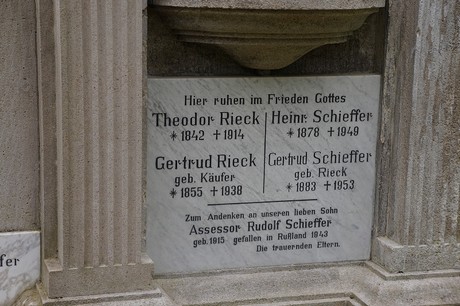 Hier ruhen im Frieden Gottes
Theodor Rieck
* 1842 † 1914
Heinr Schieffer
* 1878 † 1949
Gertrud Rieck
geb. Käufer
* 1855 † 1938
Gertrud Schieffer
geb. Rieck
* 1883 † 1953
Zum Andenken an unseren lieben Sohn
Assessor Rudolf Schieffer
geb. 1915 gefallen in Rußland 1943
Die trauernden Eltern.